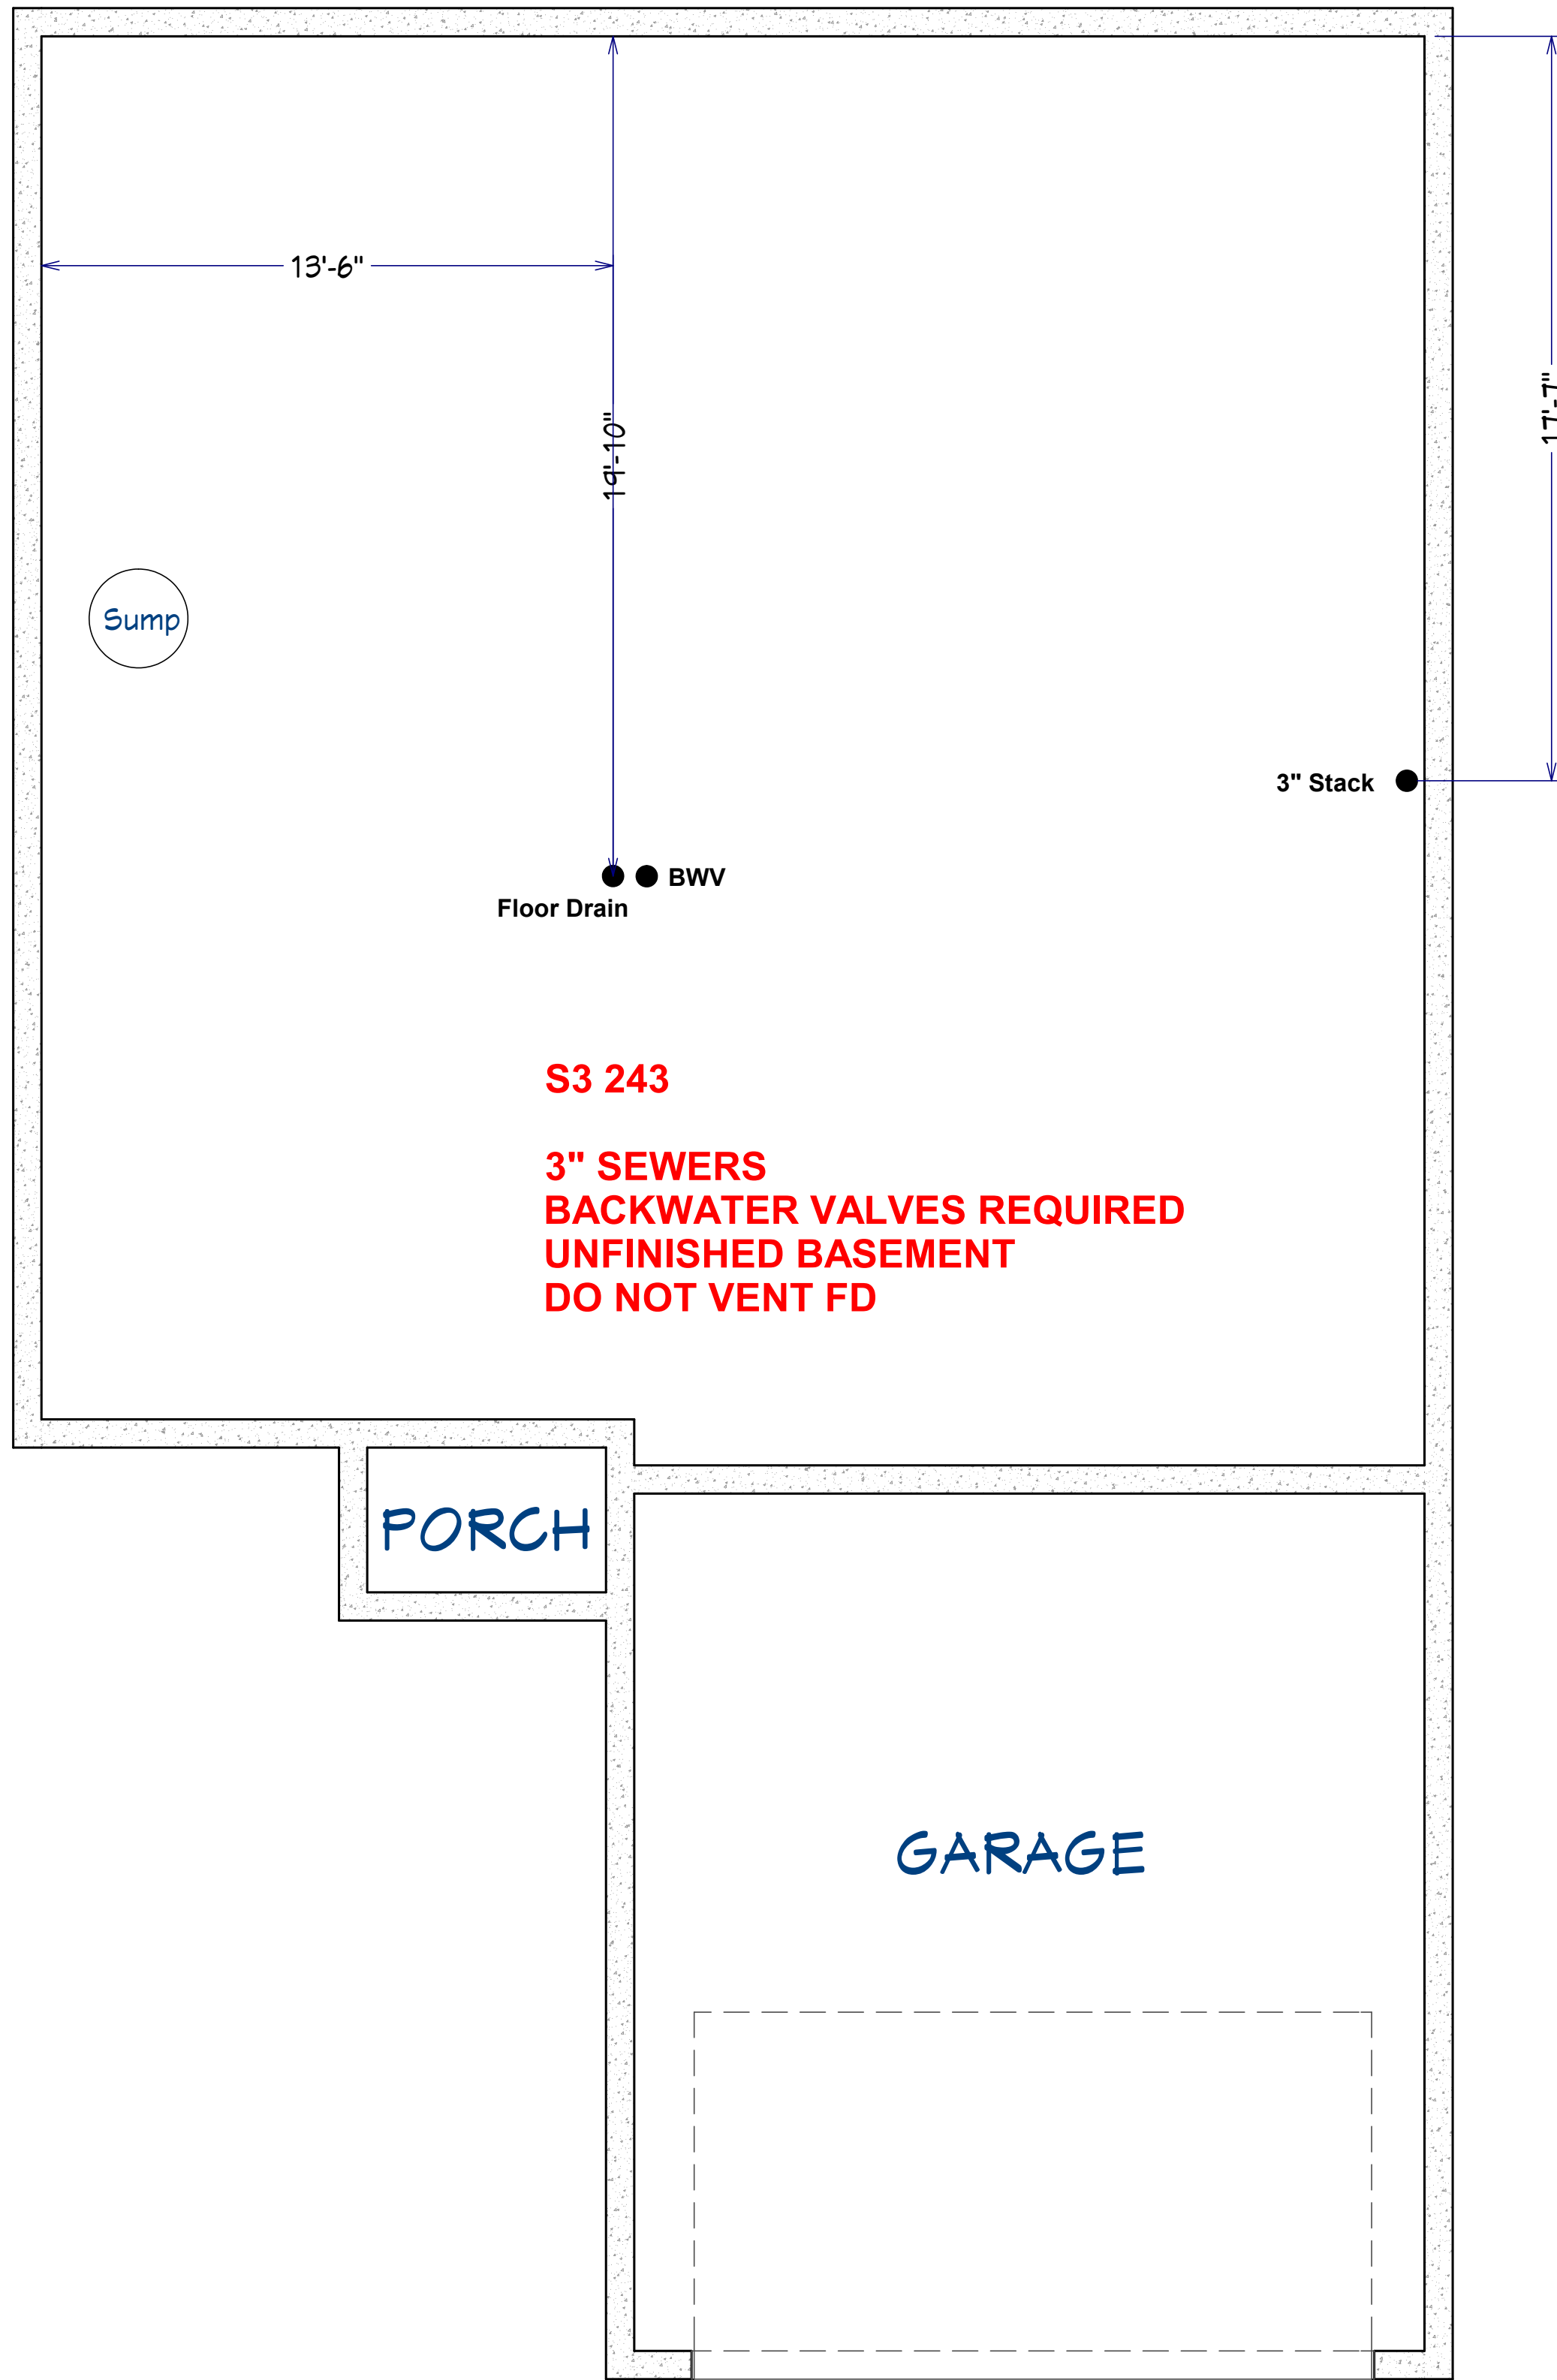 13'-6"
19'-10"
17'-7"
Sump
3" Stack
BWV
Floor Drain
S3 243
3" SEWERS
BACKWATER VALVES REQUIRED
UNFINISHED BASEMENT
DO NOT VENT FD
PORCH
GARAGE